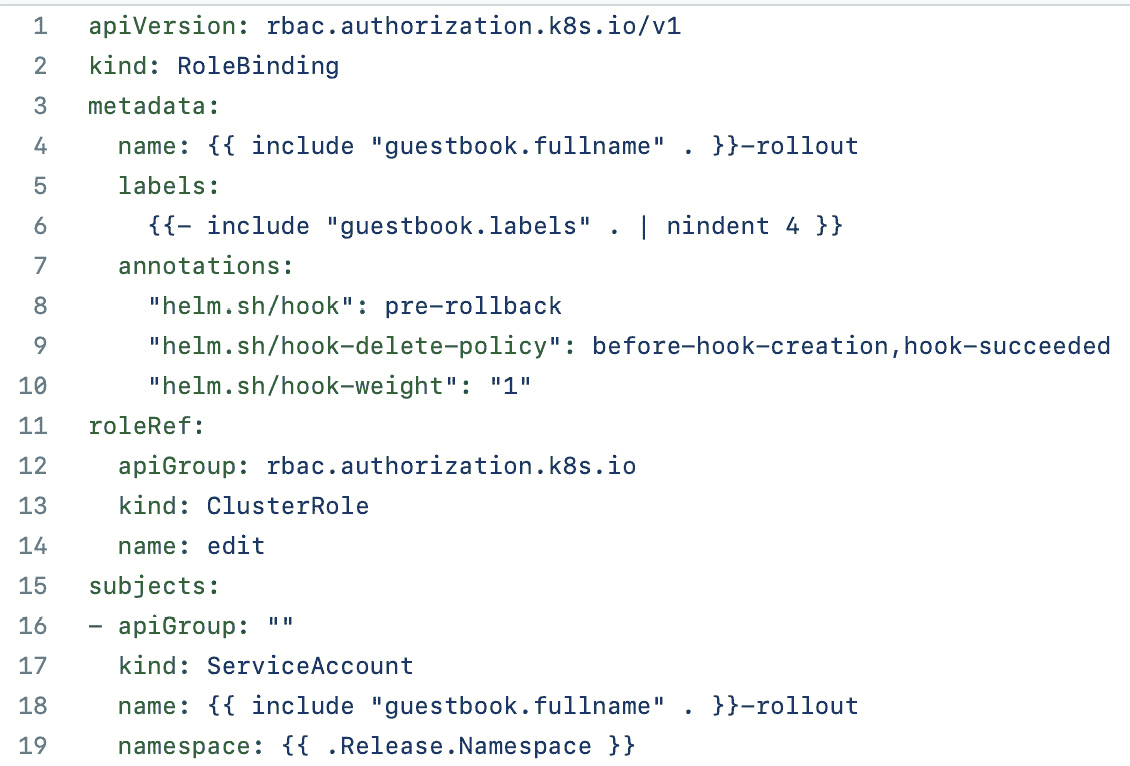 1 apiVersion: rbac.authorization.k8s.io/v1
2 kind: RoleBinding
3 metadata:
4   name: {{ include "guestbook.fullname" . }}-rollout
5   labels:
6     {{- include "guestbook.labels" . | nindent 4 }}
7   annotations:
8     "helm.sh/hook": pre-rollback
9     "helm.sh/hook-delete-policy": before-hook-creation,hook-succeeded
10     "helm.sh/hook-weight": "1"
11 roleRef:
12   apiGroup: rbac.authorization.k8s.io
13   kind: ClusterRole
14   name: edit
15 subjects:
16 - apiGroup: ""
17   kind: ServiceAccount
18   name: {{ include "guestbook.fullname" . }}-rollout
19   namespace: {{ .Release.Namespace }}